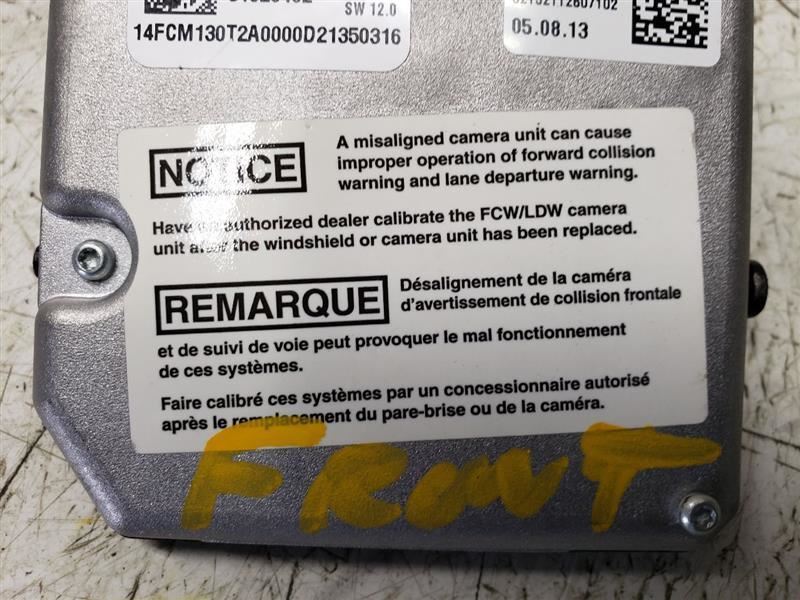 SW 12.0
14FCM130T2A0000D21350316
05.08.13
NOTICE
A misaligned camera unit can cause
improper operation of forward collision
warning and lane departure warning.
Have an authorized dealer calibrate the FCW/LDW camera
unit after the windshield or camera unit has been replaced.
REMARQUE
Désalignement de la caméra
d'avertissement de collision frontale
et de suivi de voie peut provoquer le mal fonctionnement
de ces systèmes.
Faire calibré ces systèmes par un concessionnaire autorisé
après le remplacement du pare-brise ou de la caméra.
FRONT